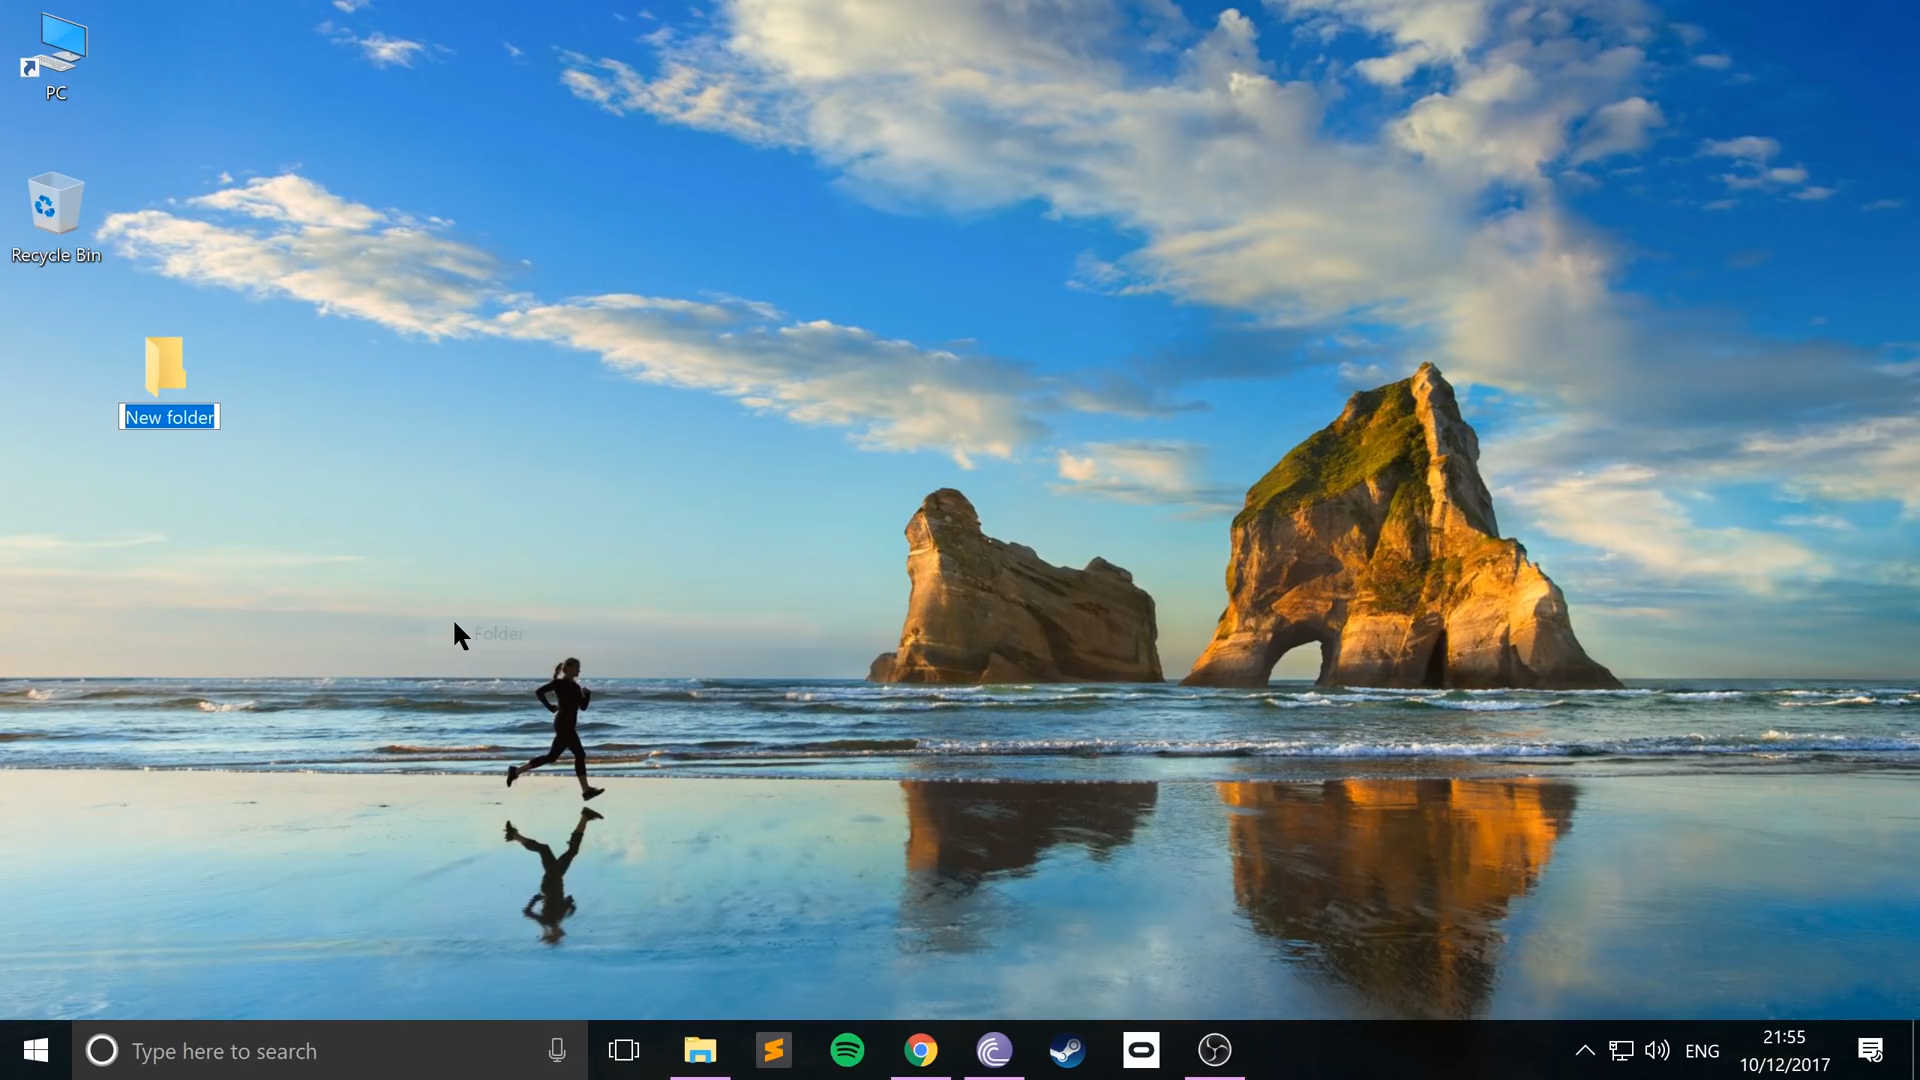 PC
Recycle Bin
New folder
Folder
Type here to search
ENG
21:55
10/12/2017